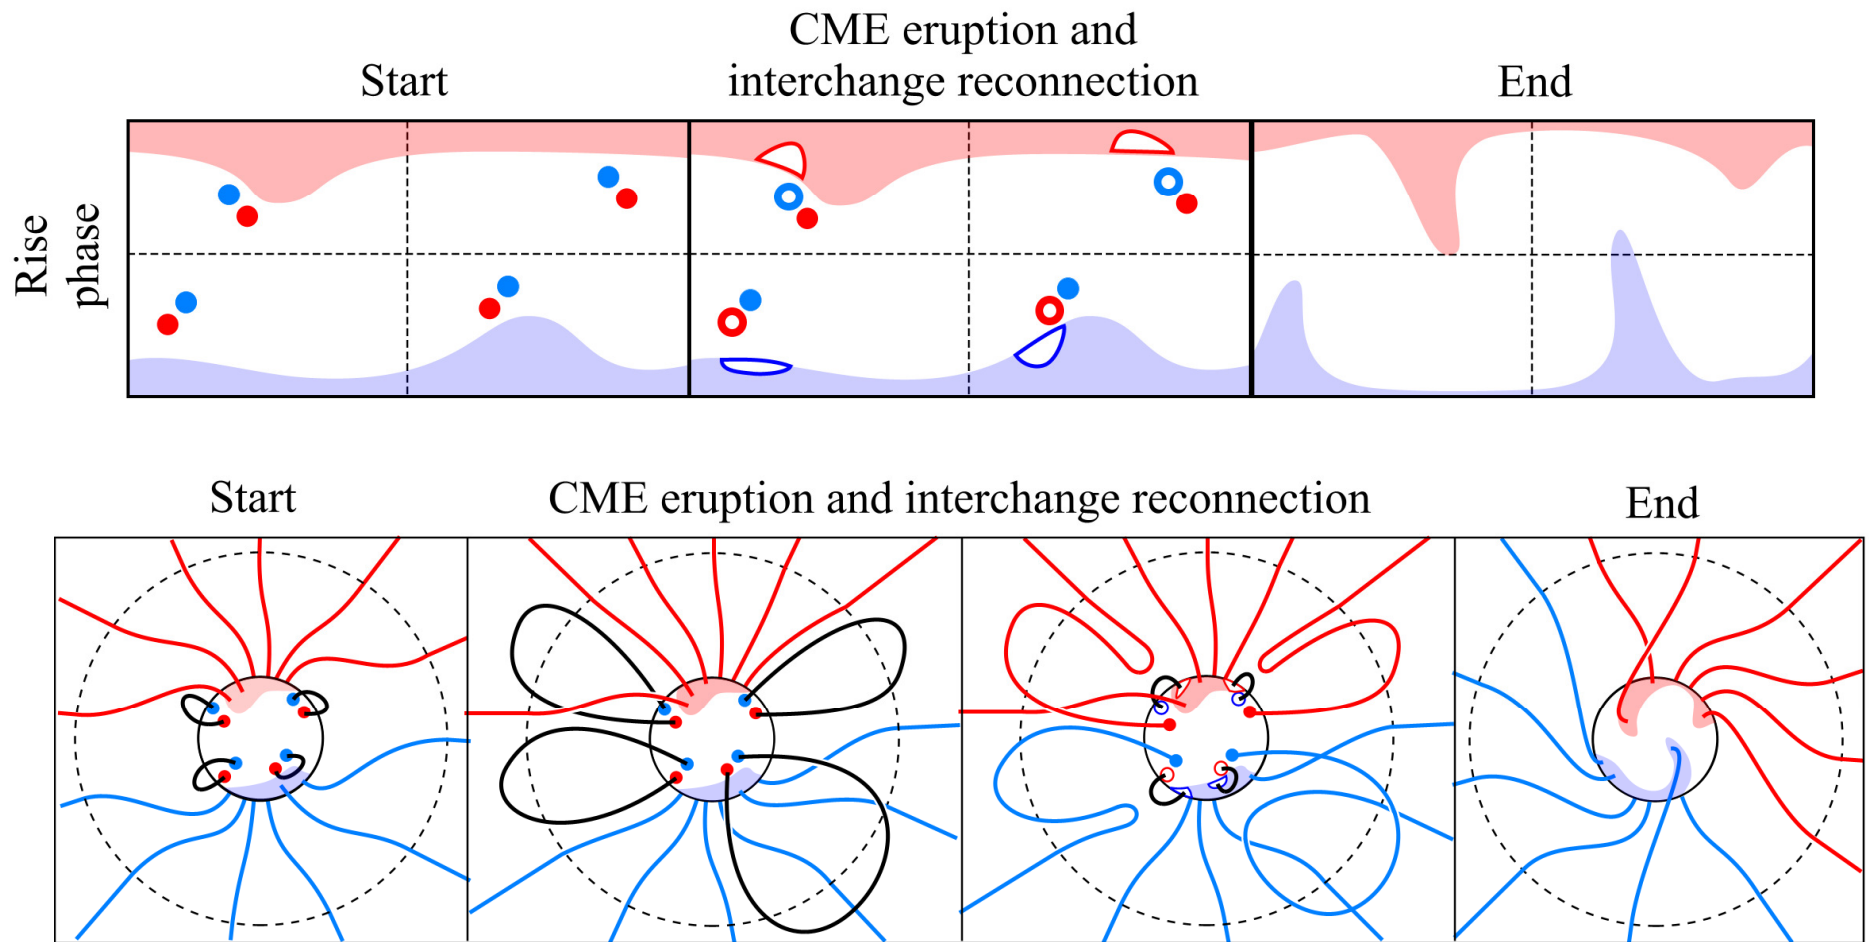 CME eruption and
interchange reconnection
Start
End
Rise
phase
Start
CME eruption and interchange reconnection
End